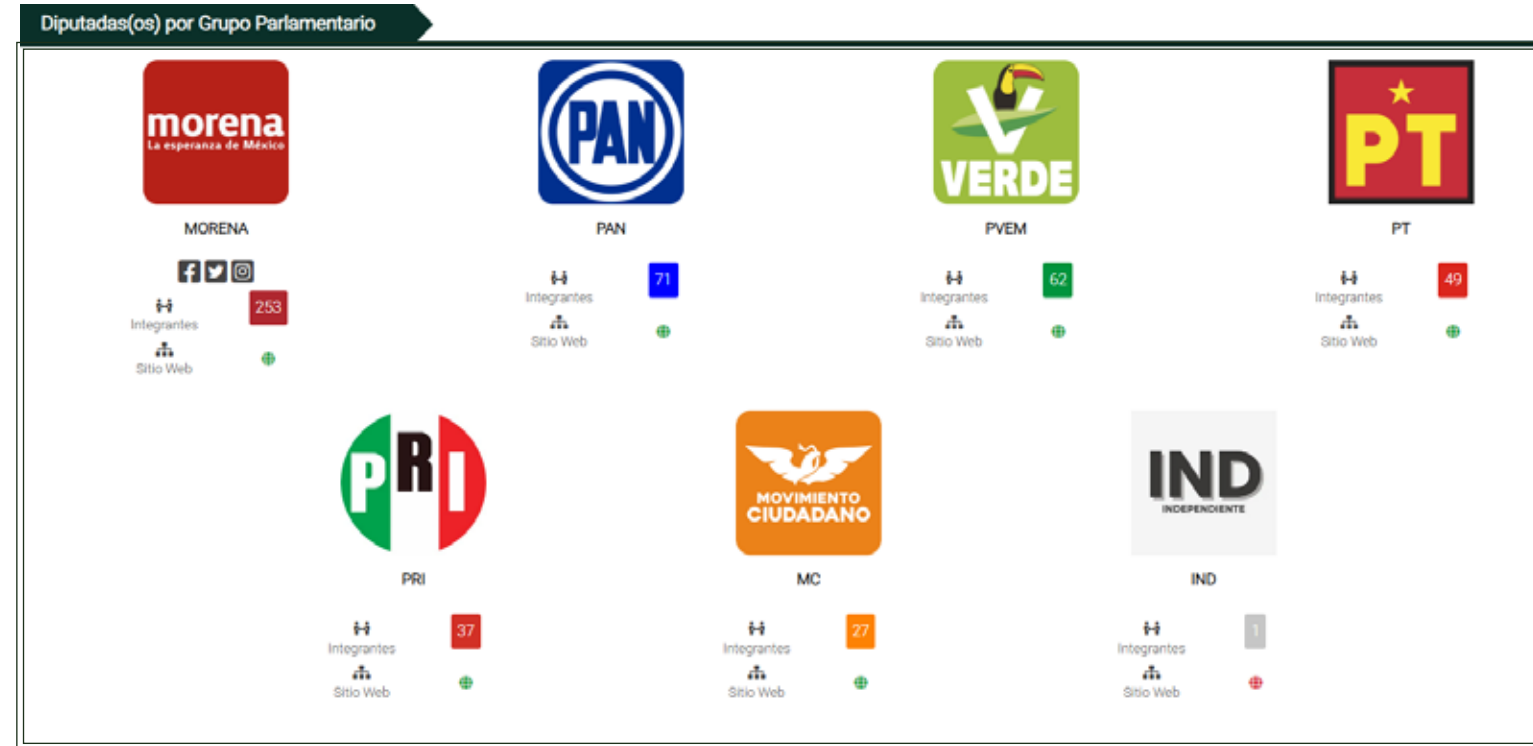 Diputadas(os) por Grupo Parlamentario
morena
La esperanza de México
PAN
VERDE
PT
MORENA
PAN
PVEM
PT
Integrantes
253
Sitio Web
Integrantes
71
Sitio Web
Integrantes
62
Sitio Web
Integrantes
49
Sitio Web
PRI
MOVIMIENTO
CIUDADANO
IND
INDEPENDIENTE
PRI
MC
IND
Integrantes
37
Sitio Web
Integrantes
27
Sitio Web
Integrantes
1
Sitio Web